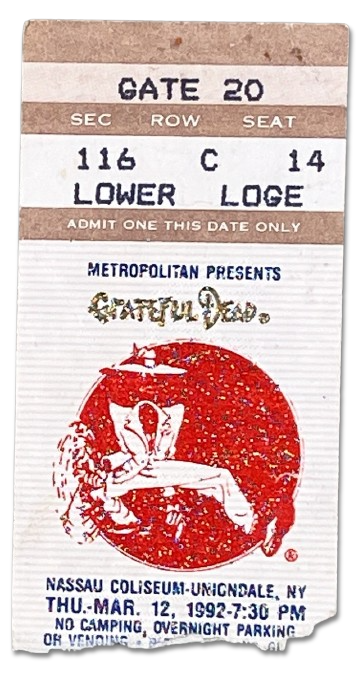 GATE 20
SEC ROW SEAT
116 C 14
LOWER LOGE
ADMIT ONE THIS DATE ONLY
METROPOLITAN PRESENTS
GRATEFUL DEAD®
®
NASSAU COLISEUM-UNIONDALE, NY
THU.-MAR. 12, 1992-7:30 PM
NO CAMPING, OVERNIGHT PARKING
OR VENDING -